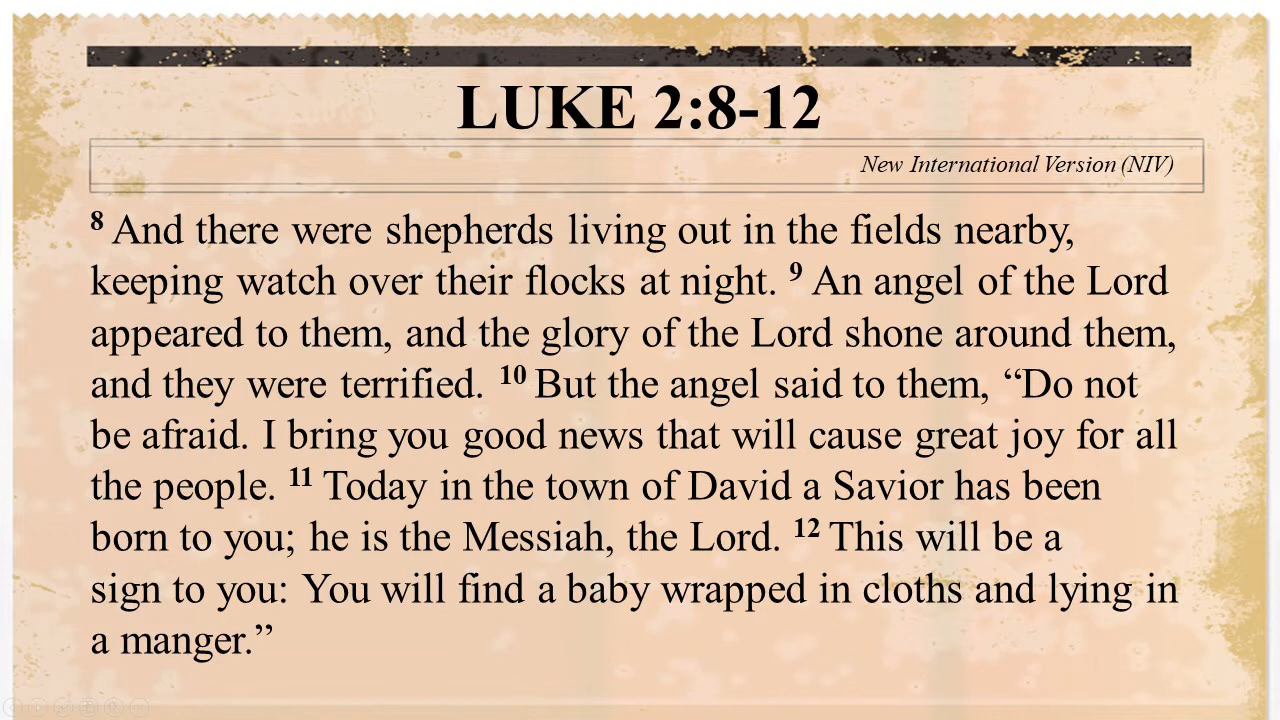 LUKE 2:8-12
New International Version (NIV)
8 And there were shepherds living out in the fields nearby,
keeping watch over their flocks at night. 9 An angel of the Lord
appeared to them, and the glory of the Lord shone around them,
and they were terrified. 10 But the angel said to them, “Do not
be afraid. I bring you good news that will cause great joy for all
the people. 11 Today in the town of David a Savior has been
born to you; he is the Messiah, the Lord. 12 This will be a
sign to you: You will find a baby wrapped in cloths and lying in
a manger.”